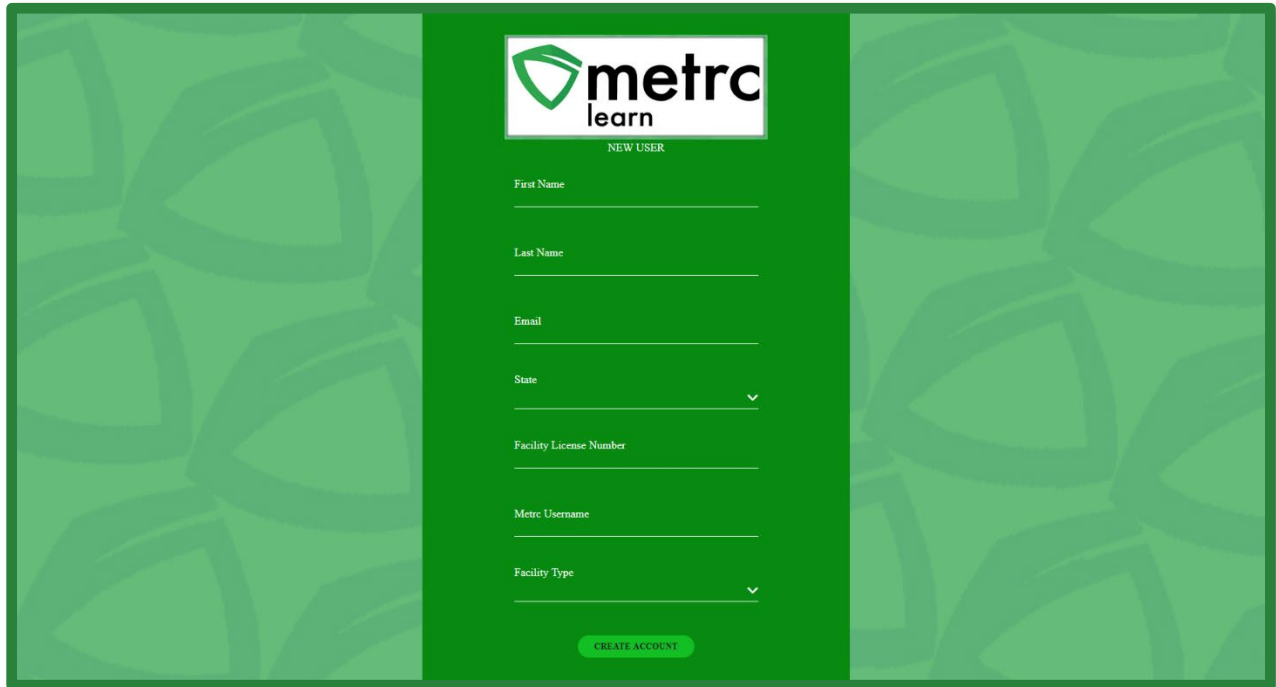 metrc
learn
NEW USER
First Name
Last Name
Email
State
Facility License Number
Metrc Username
Facility Type
CREATE ACCOUNT